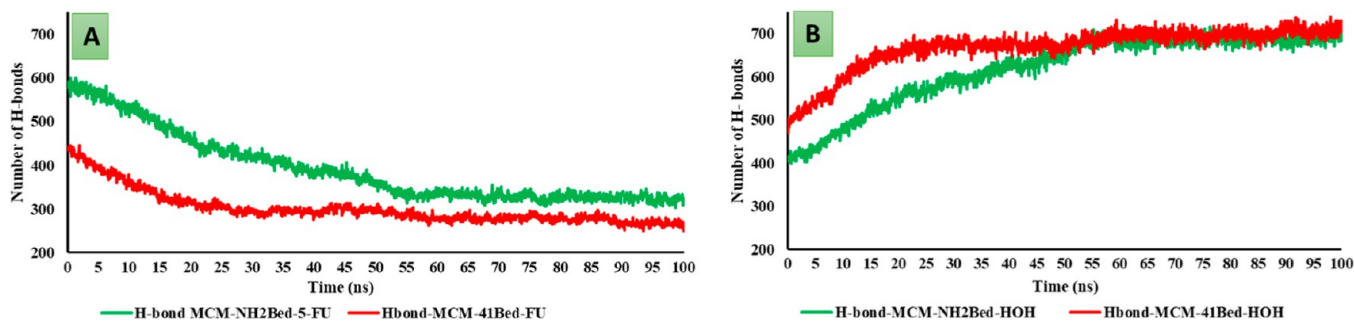 A
Number of H-bonds
700
600
500
400
300
200
0 5 10 15 20 25 30 35 40 45 50 55 60 65 70 75 80 85 90 95 100
Time (ns)
H-bond MCM-NH2Bed-5-FU Hbond-MCM-41Bed-FU
B
Number of H- bonds
700
600
500
400
300
200
0 5 10 15 20 25 30 35 40 45 50 55 60 65 70 75 80 85 90 95 100
Time (ns)
H-bond-MCM-NH2Bed-HOH Hbond-MCM-41Bed-HOH